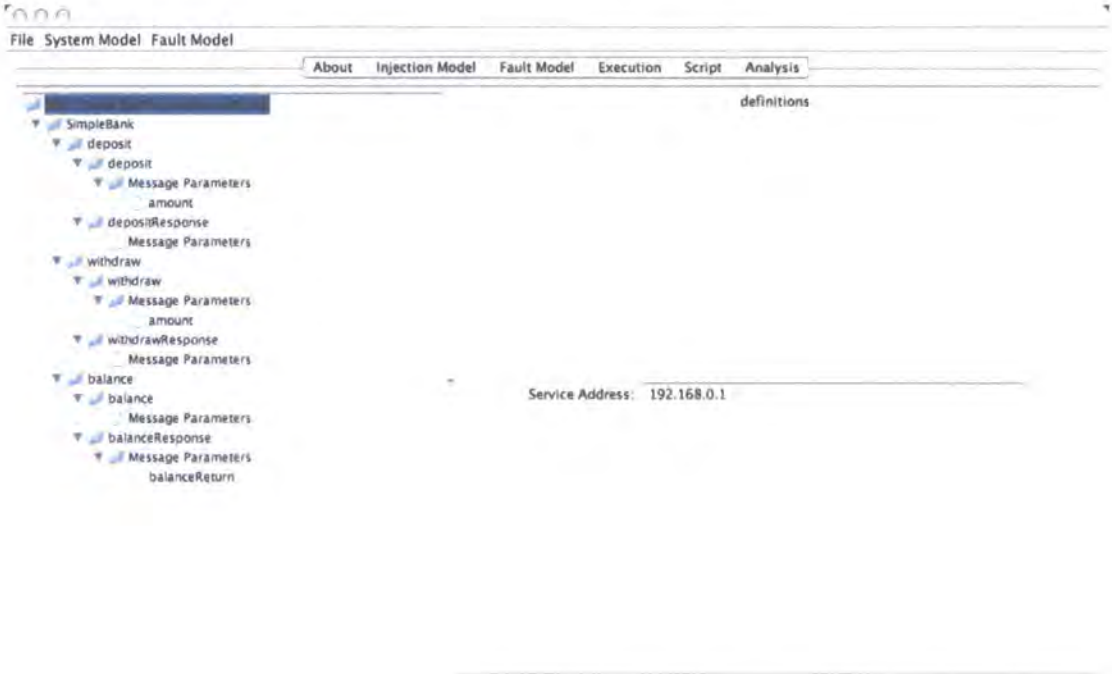 File System Model Fault Model
About Injection Model Fault Model Execution Script Analysis
definitions
SimpleBank
deposit
deposit
Message Parameters
amount
depositResponse
Message Parameters
withdraw
withdraw
Message Parameters
amount
withdrawResponse
Message Parameters
balance
balance
Message Parameters
balanceResponse
Message Parameters
balanceReturn
Service Address: 192.168.0.1